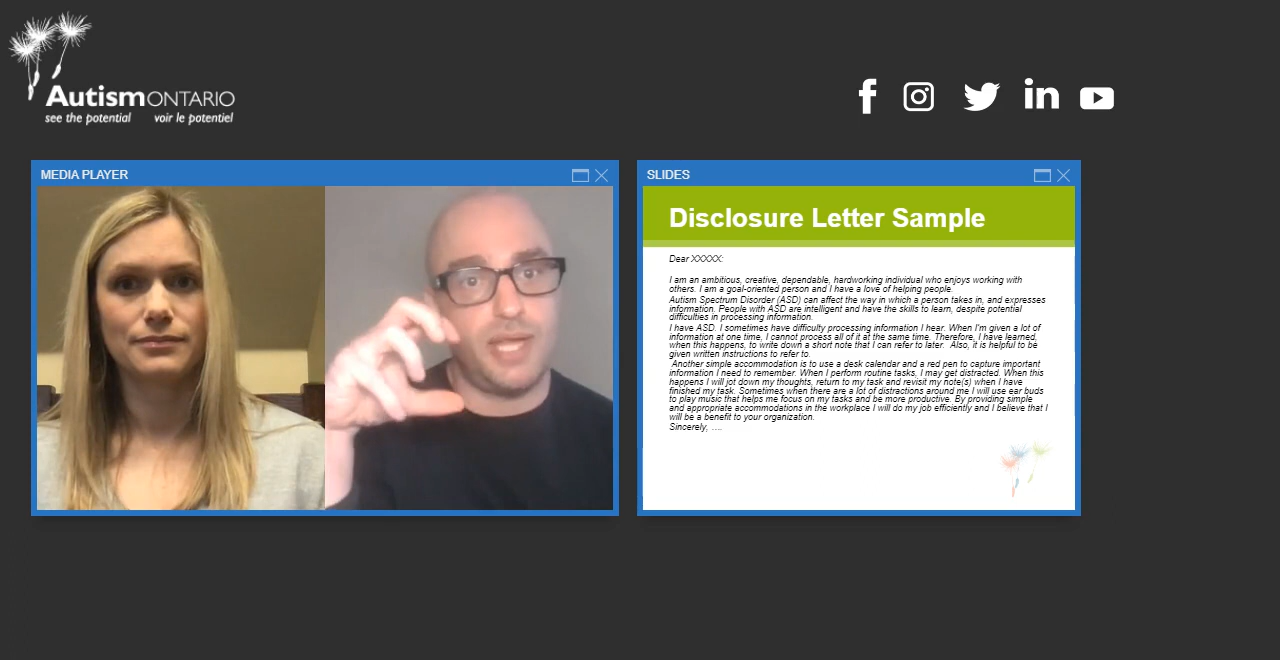 Autism ONTARIO
see the potential voir le potentiel
MEDIA PLAYER
SLIDES
Disclosure Letter Sample
Dear XXXXX:
I am an ambitious, creative, dependable, hardworking individual who enjoys working with
others. I am a goal-oriented person and I have a love of helping people.
Autism Spectrum Disorder (ASD) can affect the way in which a person takes in, and expresses
information. People with ASD are intelligent and have the skills to learn, despite potential
difficulties in processing information.
I have ASD. I sometimes have difficulty processing information I hear. When I'm given a lot of
information at one time, I cannot process all of it at the same time. Therefore, I have learned,
when this happens, to write down a short note that I can refer to later. Also, it is helpful to be
given written instructions to refer to.
Another simple accommodation is to use a desk calendar and a red pen to capture important
information I need to remember. When I perform routine tasks, I may get distracted. When this
happens I will jot down my thoughts, return to my task and revisit my note(s) when I have
finished my task. Sometimes when there are a lot of distractions around me I will use ear buds
to play music that helps me focus on my tasks and be more productive. By providing simple
and appropriate accommodations in the workplace I will do my job efficiently and I believe that I
will be a benefit to your organization.
Sincerely, ....